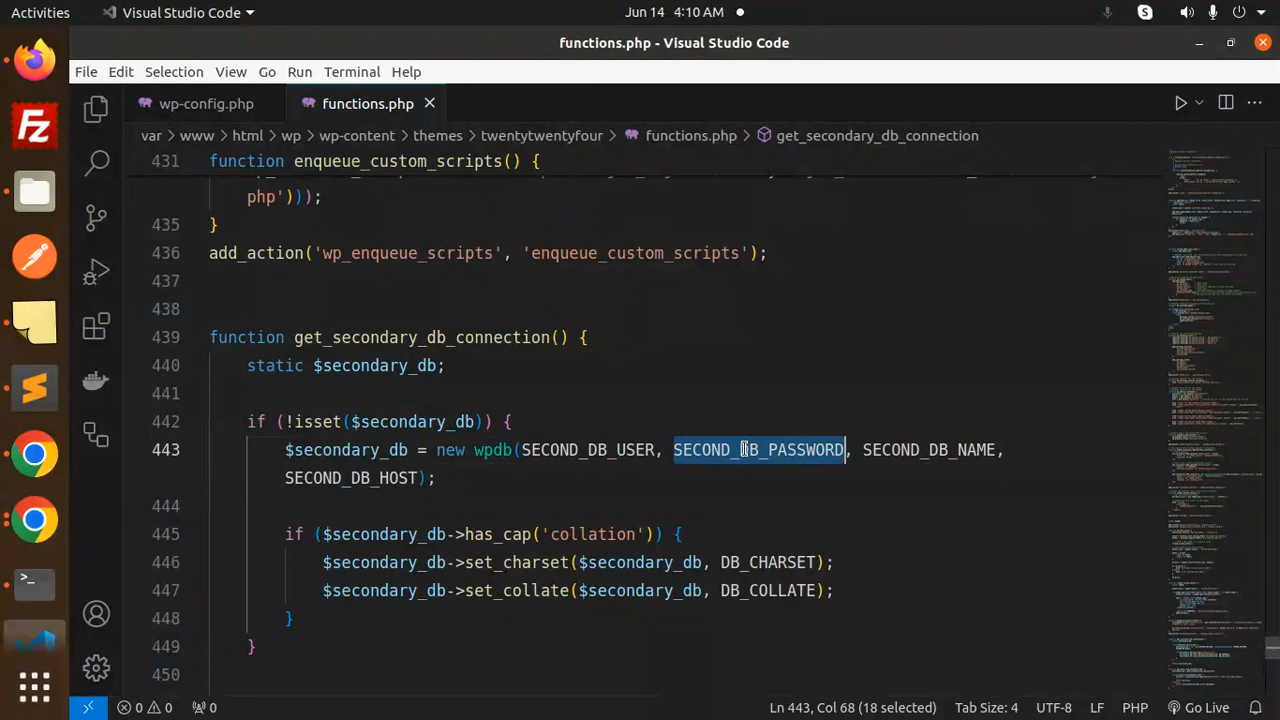 Activities Visual Studio Code Jun 14 4:10 AM
functions.php - Visual Studio Code
File Edit Selection View Go Run Terminal Help
wp-config.php functions.php
var > www > html > wp > wp-content > themes > twentytwentyfour > functions.php > get_secondary_db_connection
431 function enqueue_custom_scripts() {
php')));
435 }
436 add_action('wp_enqueue_scripts', 'enqueue_custom_scripts');
437
438
439 function get_secondary_db_connection() {
440 static $secondary_db;
441
442 if (!isset($secondary_db)) {
443 $secondary_db = new wpdb(SECOND_DB_USER, SECOND_DB_PASSWORD, SECOND_DB_NAME,
SECOND_DB_HOST);
444
445 if ($secondary_db->has_cap('collation')) {
446 $secondary_db->set_charset($secondary_db, DB_CHARSET);
447 $secondary_db->set_collate($secondary_db, DB_COLLATE);
448 }
449 }
450
0 0 0 Ln 443, Col 68 (18 selected) Tab Size: 4 UTF-8 LF PHP Go Live